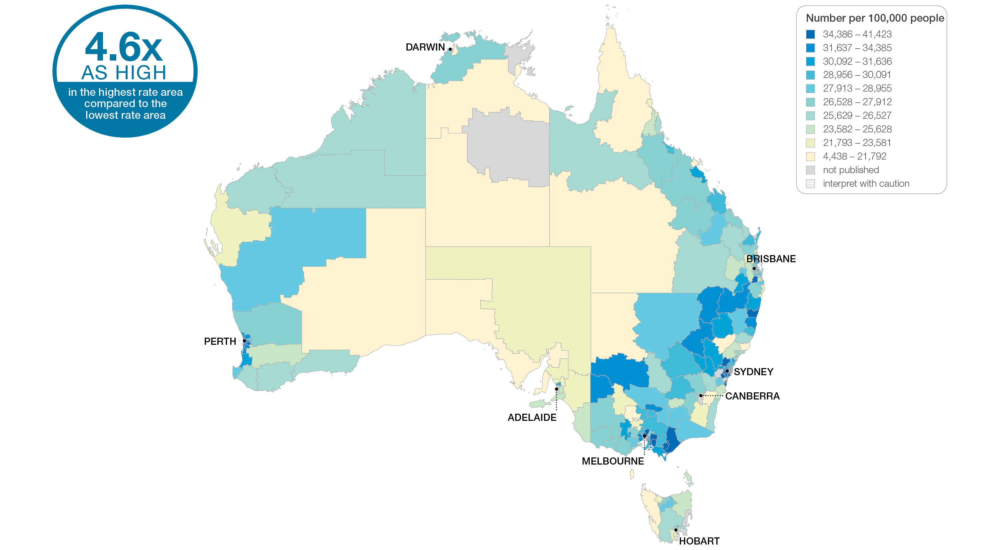 4.6x
AS HIGH
in the highest rate area
compared to the
lowest rate area
Number per 100,000 people
34,386 – 41,423
31,637 – 34,385
30,092 – 31,636
28,956 – 30,091
27,913 – 28,955
26,528 – 27,912
25,629 – 26,527
23,582 – 25,628
21,793 – 23,581
4,438 – 21,792
not published
interpret with caution
DARWIN
BRISBANE
PERTH
SYDNEY
CANBERRA
ADELAIDE
MELBOURNE
HOBART